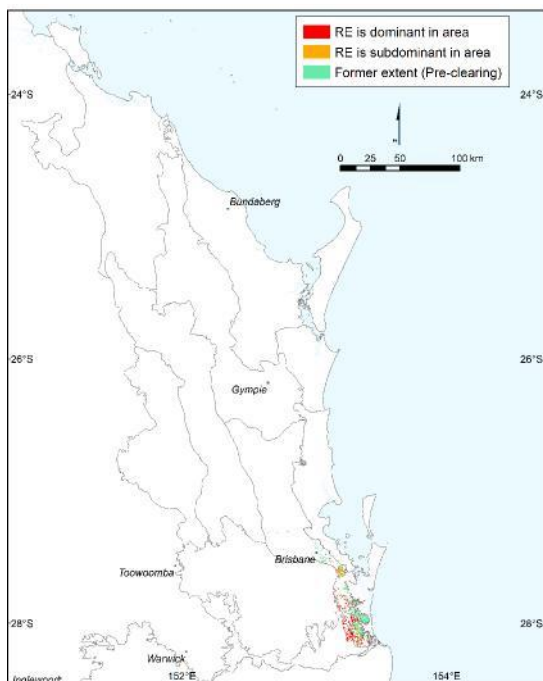 RE is dominant in area
RE is subdominant in area
Former extent (Pre-clearing)
24°S
24°S
0 25 50 100 km
Bundaberg
26°S
26°S
Gympie
Brisbane
Toowoomba
28°S
28°S
Warwick
152°E
154°E